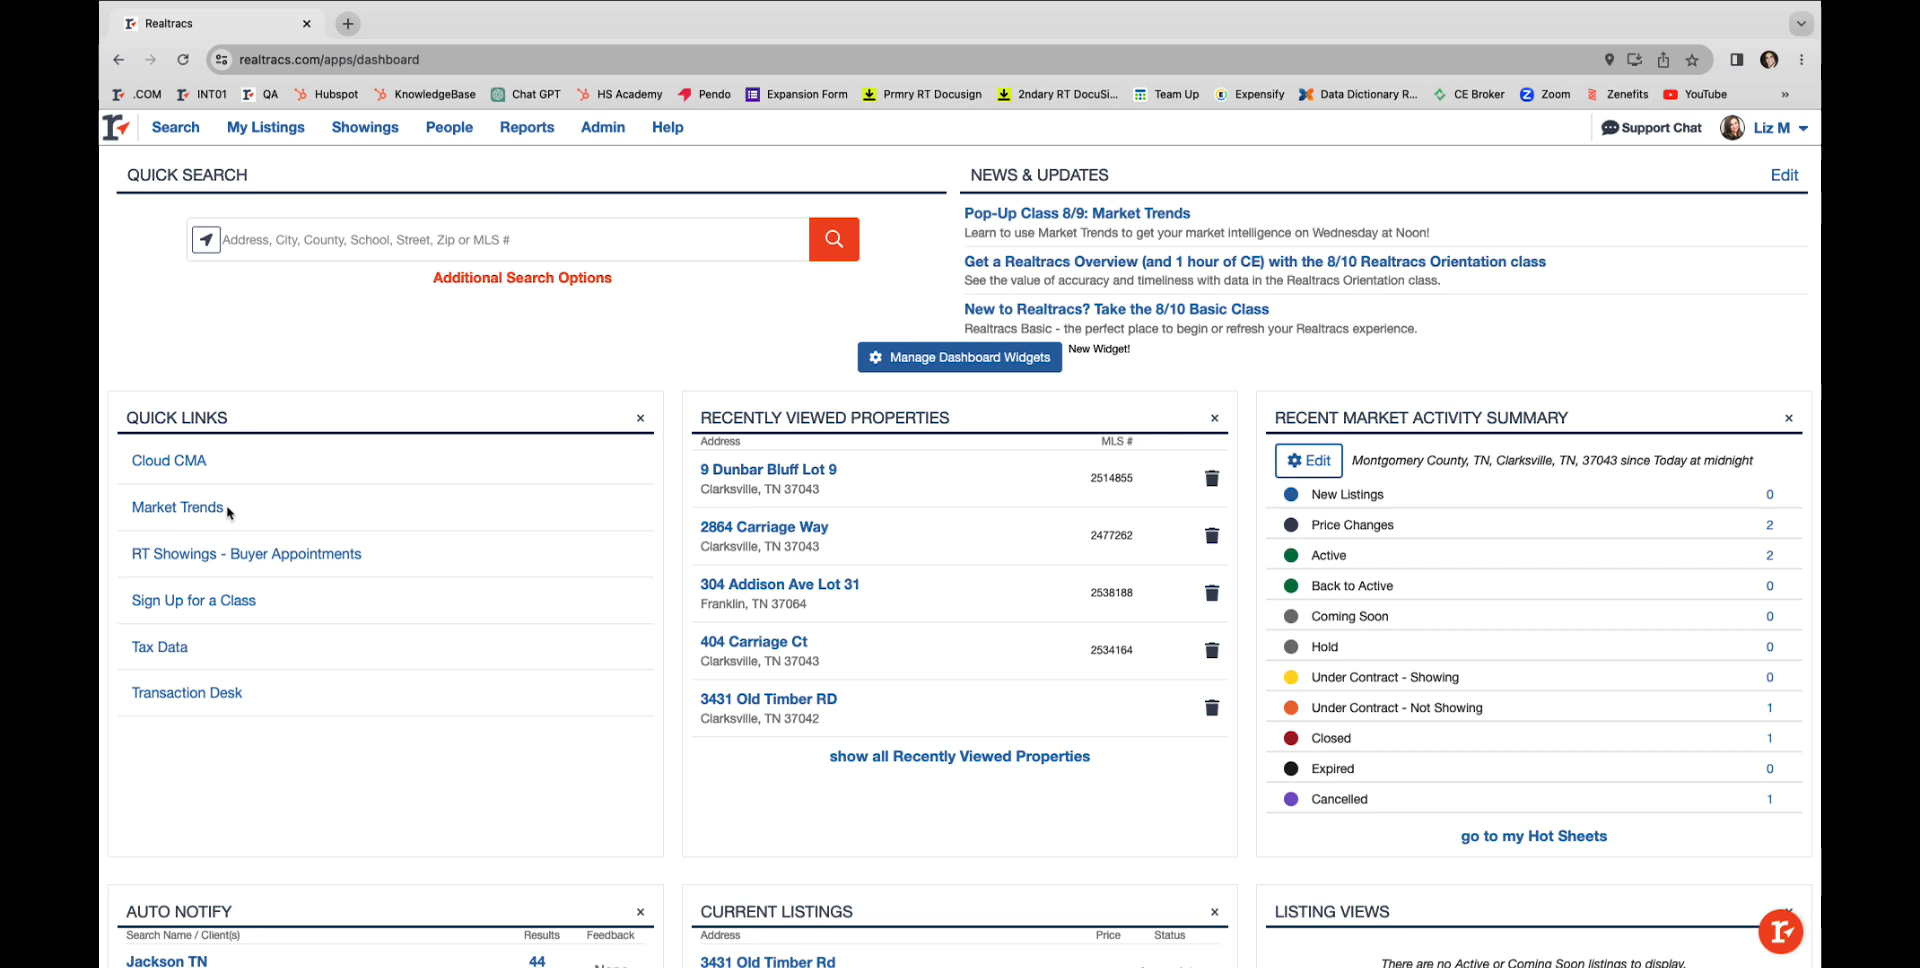 Realtracs
realtracs.com/apps/dashboard
.COM INT01 QA Hubspot KnowledgeBase Chat GPT HS Academy Pendo Expansion Form Prmry RT Docusign 2ndary RT DocuSi... Team Up Expensify Data Dictionary R... CE Broker Zoom Zenefits YouTube »
Search My Listings Showings People Reports Admin Help Support Chat Liz M
QUICK SEARCH
Address, City, County, School, Street, Zip or MLS #
Additional Search Options
NEWS & UPDATES Edit
Pop-Up Class 8/9: Market Trends
Learn to use Market Trends to get your market intelligence on Wednesday at Noon!
Get a Realtracs Overview (and 1 hour of CE) with the 8/10 Realtracs Orientation class
See the value of accuracy and timeliness with data in the Realtracs Orientation class.
New to Realtracs? Take the 8/10 Basic Class
Realtracs Basic - the perfect place to begin or refresh your Realtracs experience.
Manage Dashboard Widgets New Widget!
QUICK LINKS
Cloud CMA
Market Trends
RT Showings - Buyer Appointments
Sign Up for a Class
Tax Data
Transaction Desk
RECENTLY VIEWED PROPERTIES
Address MLS #
9 Dunbar Bluff Lot 9
Clarksville, TN 37043
2514855
2864 Carriage Way
Clarksville, TN 37043
2477262
304 Addison Ave Lot 31
Franklin, TN 37064
2538188
404 Carriage Ct
Clarksville, TN 37043
2534164
3431 Old Timber RD
Clarksville, TN 37042
show all Recently Viewed Properties
RECENT MARKET ACTIVITY SUMMARY
Edit Montgomery County, TN, Clarksville, TN, 37043 since Today at midnight
New Listings 0
Price Changes 2
Active 2
Back to Active 0
Coming Soon 0
Hold 0
Under Contract - Showing 0
Under Contract - Not Showing 1
Closed 1
Expired 0
Cancelled 1
go to my Hot Sheets
AUTO NOTIFY
Search Name / Client(s) Results Feedback
Jackson TN 44
CURRENT LISTINGS
Address Price Status
3431 Old Timber Rd
LISTING VIEWS
There are no Active or Coming Soon listings to display.